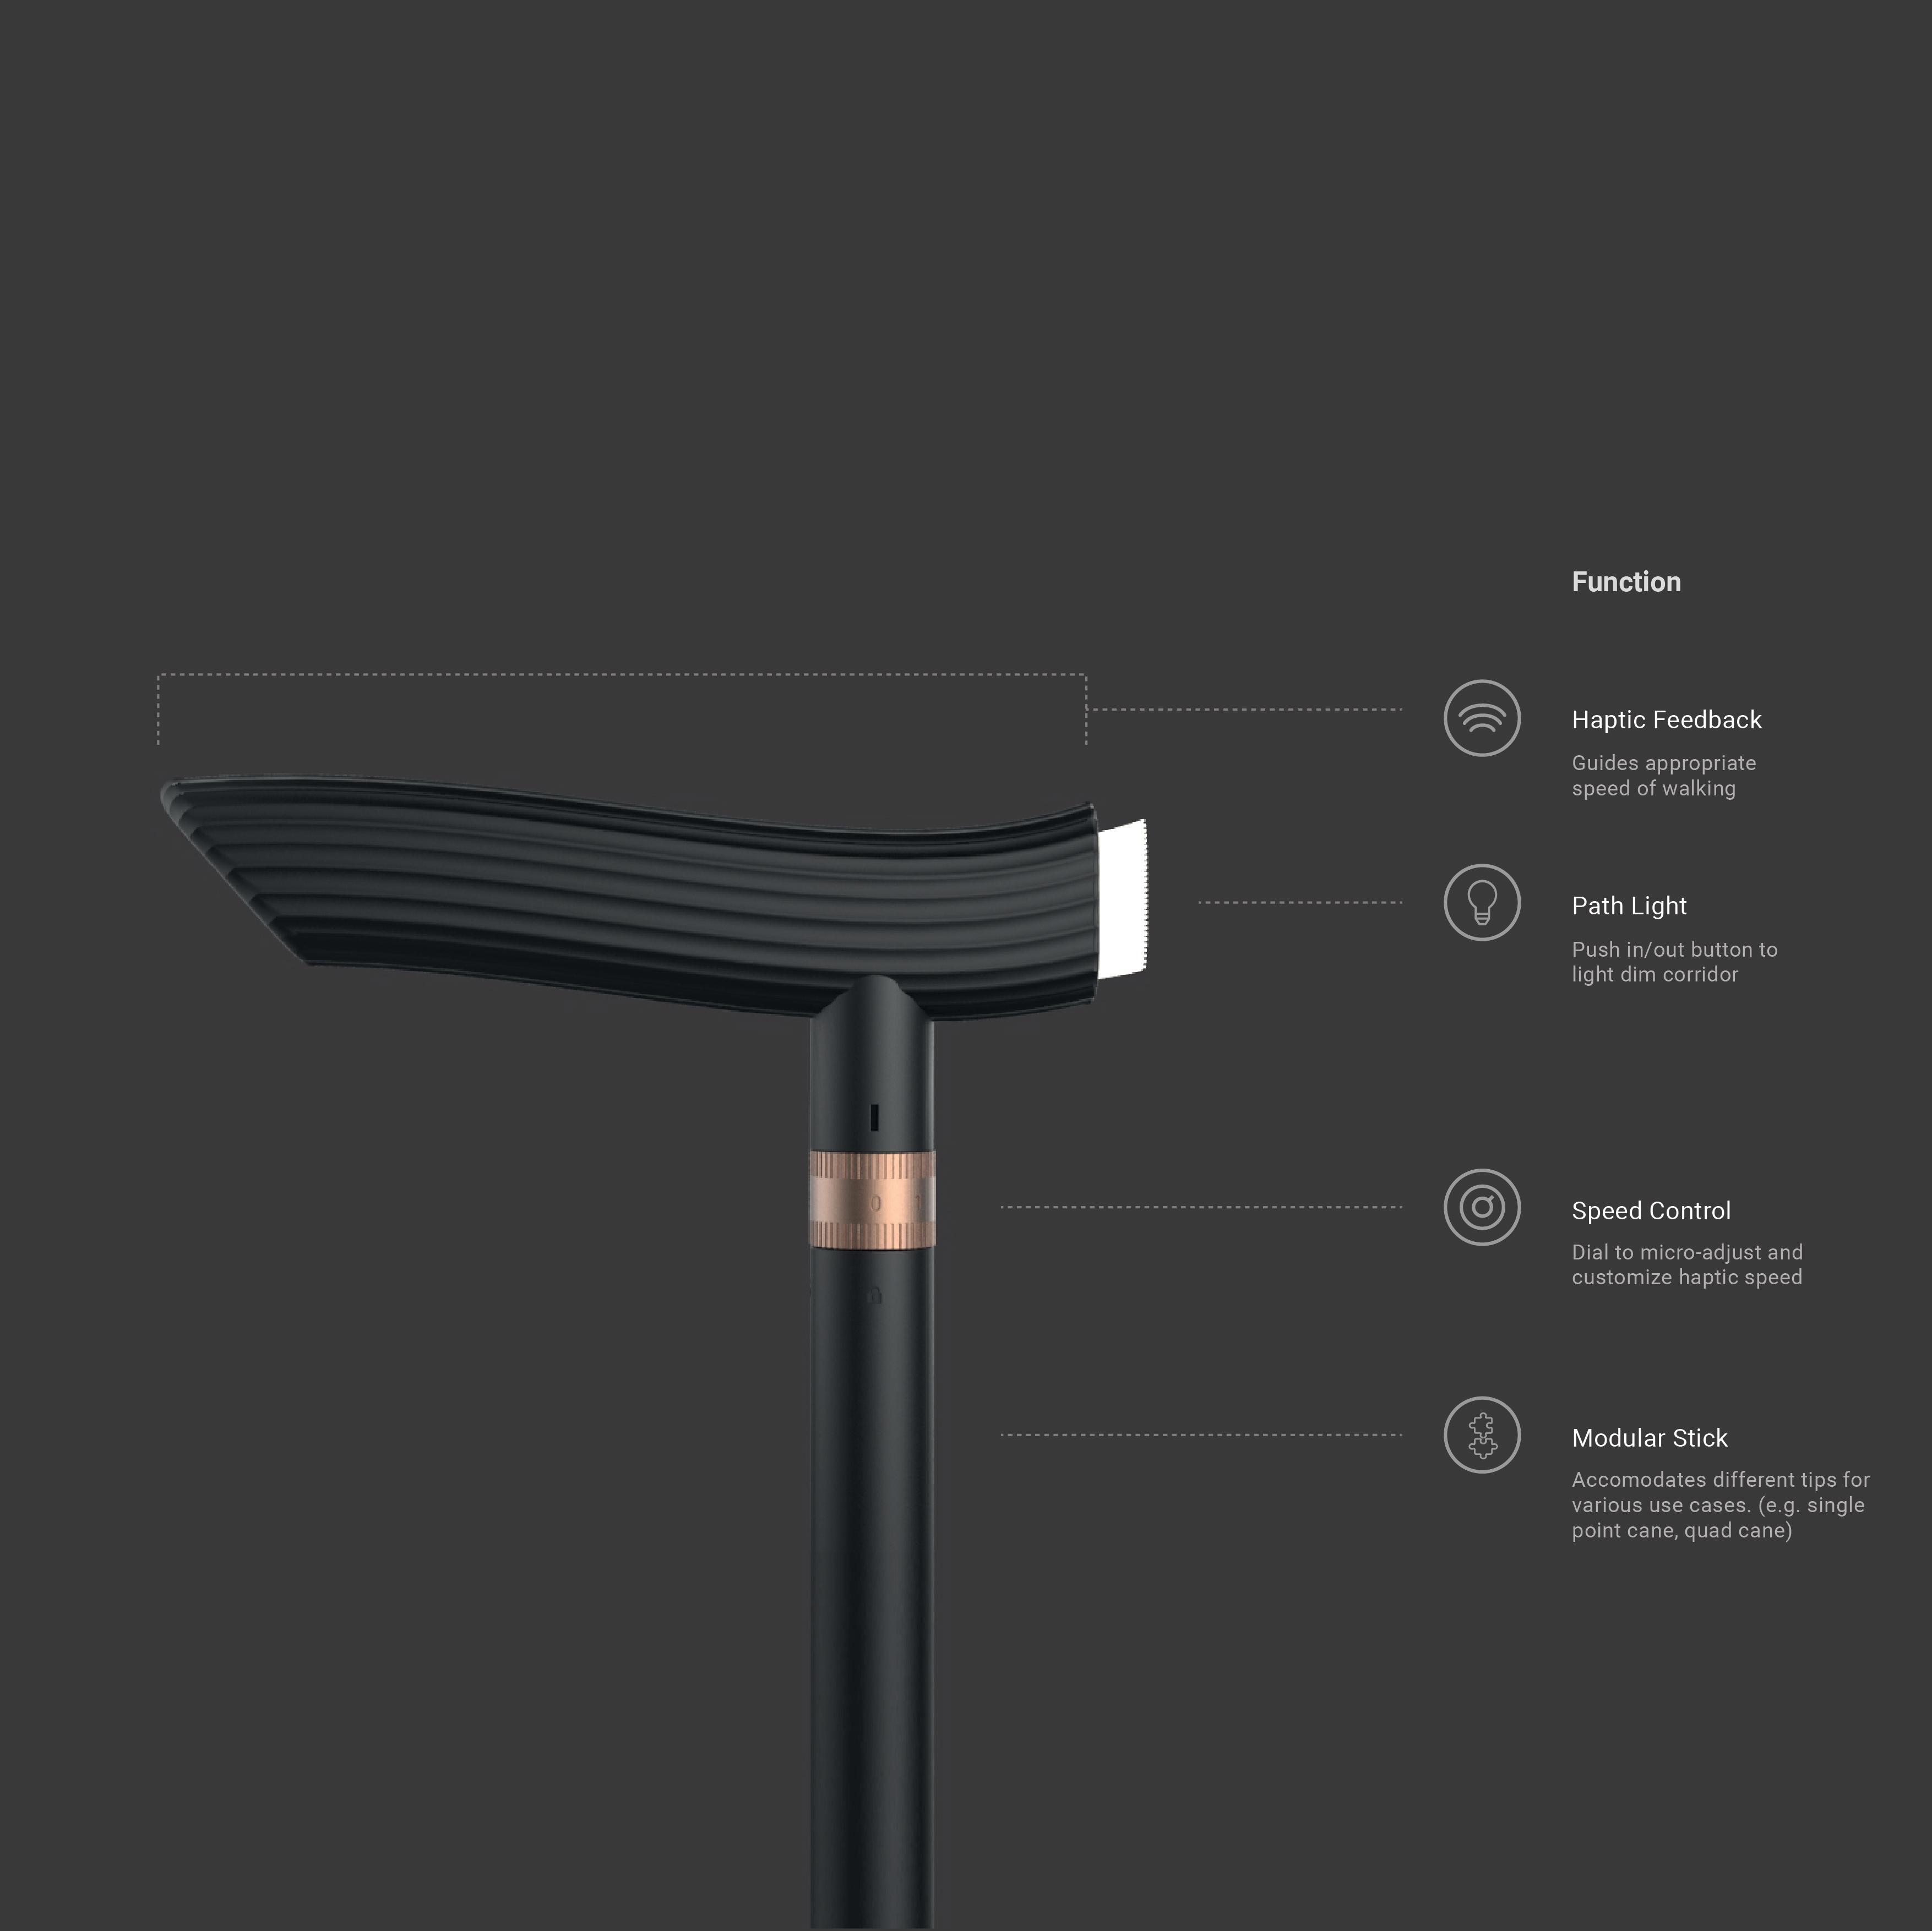 Function
Haptic Feedback
Guides appropriate
speed of walking
Path Light
Push in/out button to
light dim corridor
0
Speed Control
Dial to micro-adjust and
customize haptic speed
Modular Stick
Accomodates different tips for
various use cases. (e.g. single
point cane, quad cane)